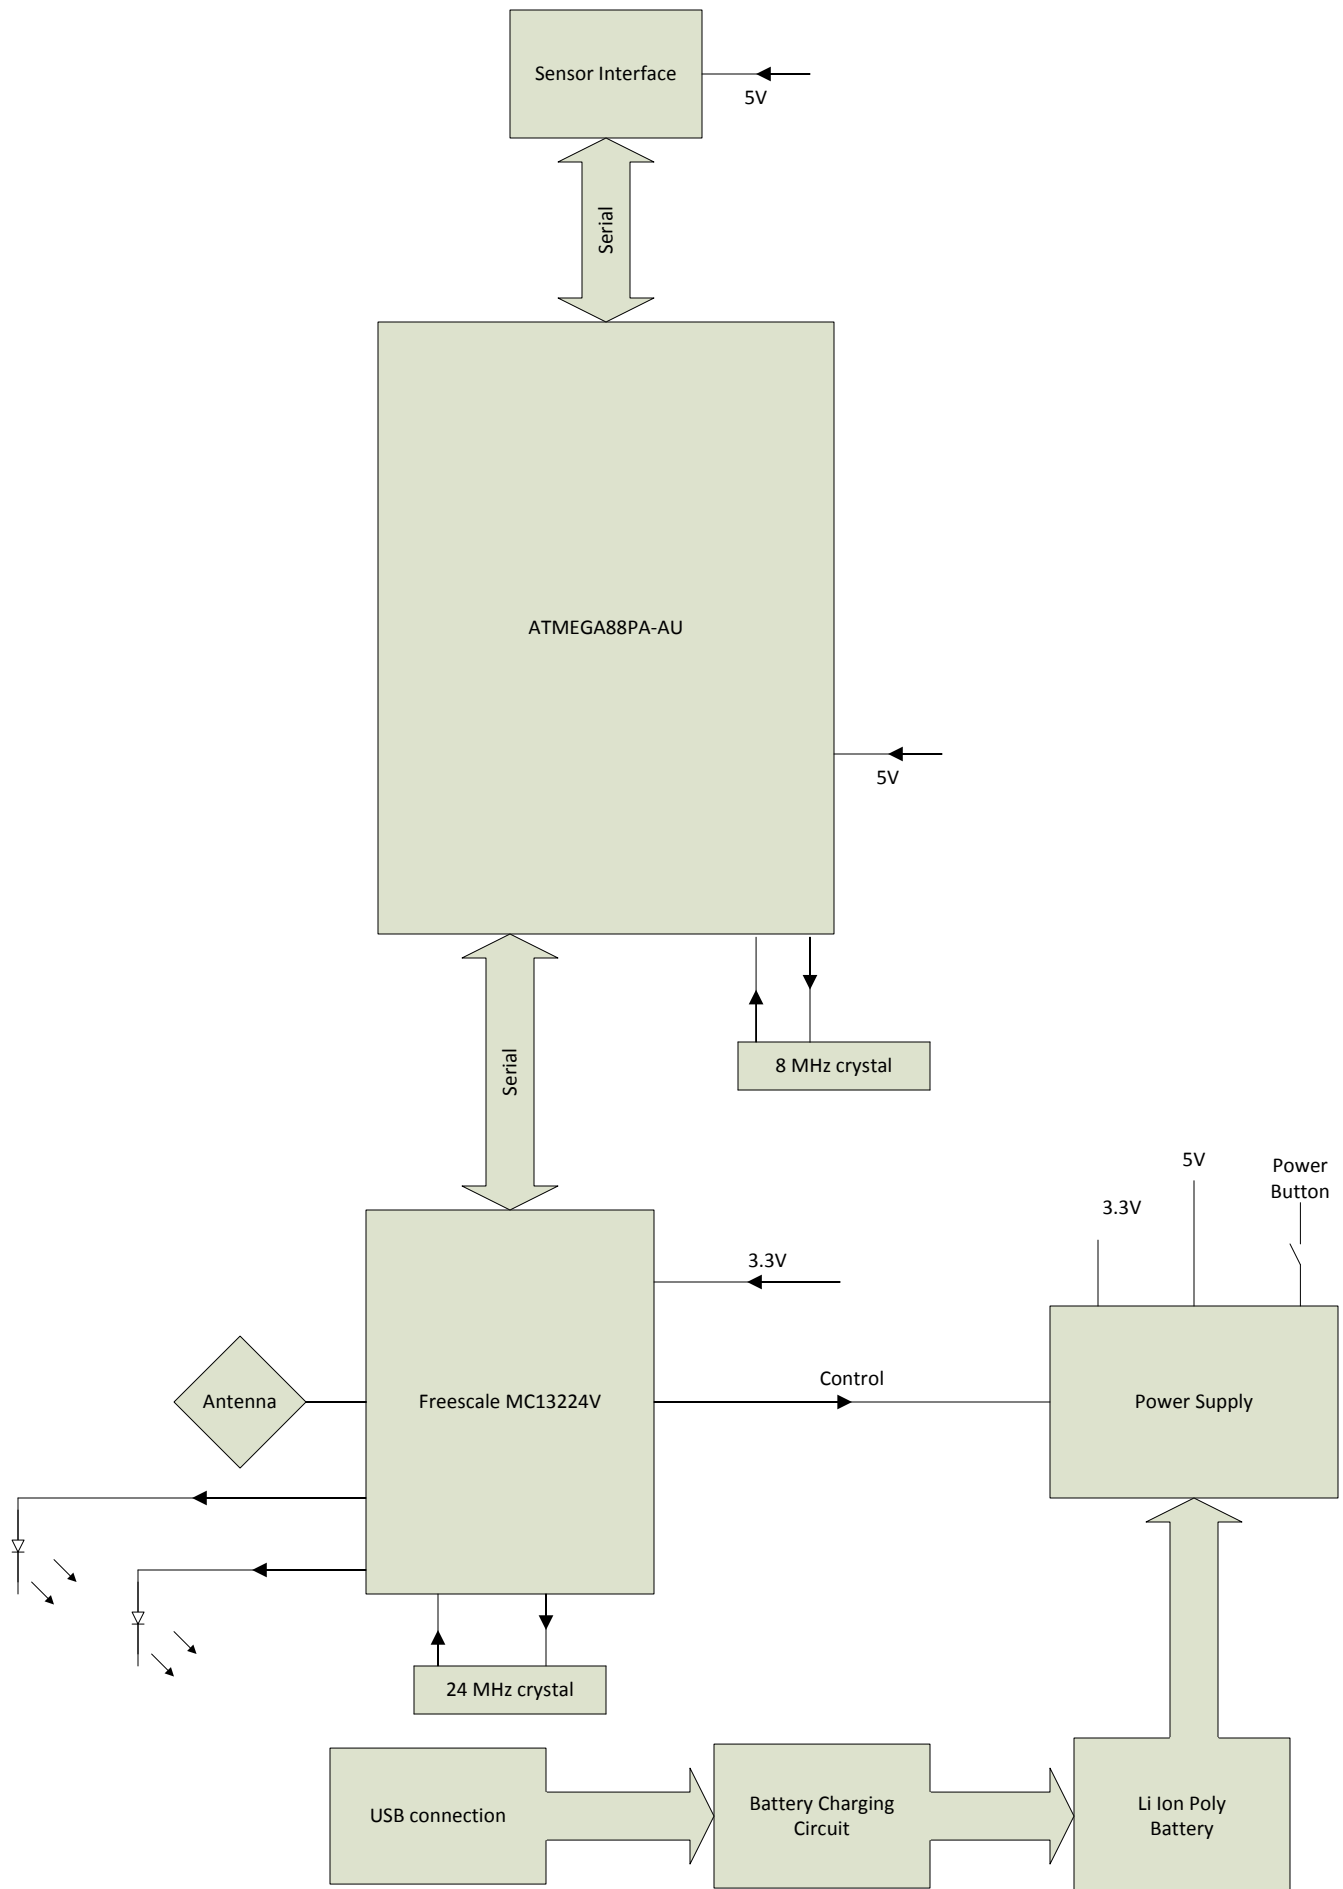 Sensor Interface
5V
Serial
ATMEGA88PA-AU
5V
Serial
8 MHz crystal
5V
Power
Button
3.3V
3.3V
Antenna
Freescale MC13224V
Control
Power Supply
24 MHz crystal
USB connection
Battery Charging
Circuit
Li Ion Poly
Battery